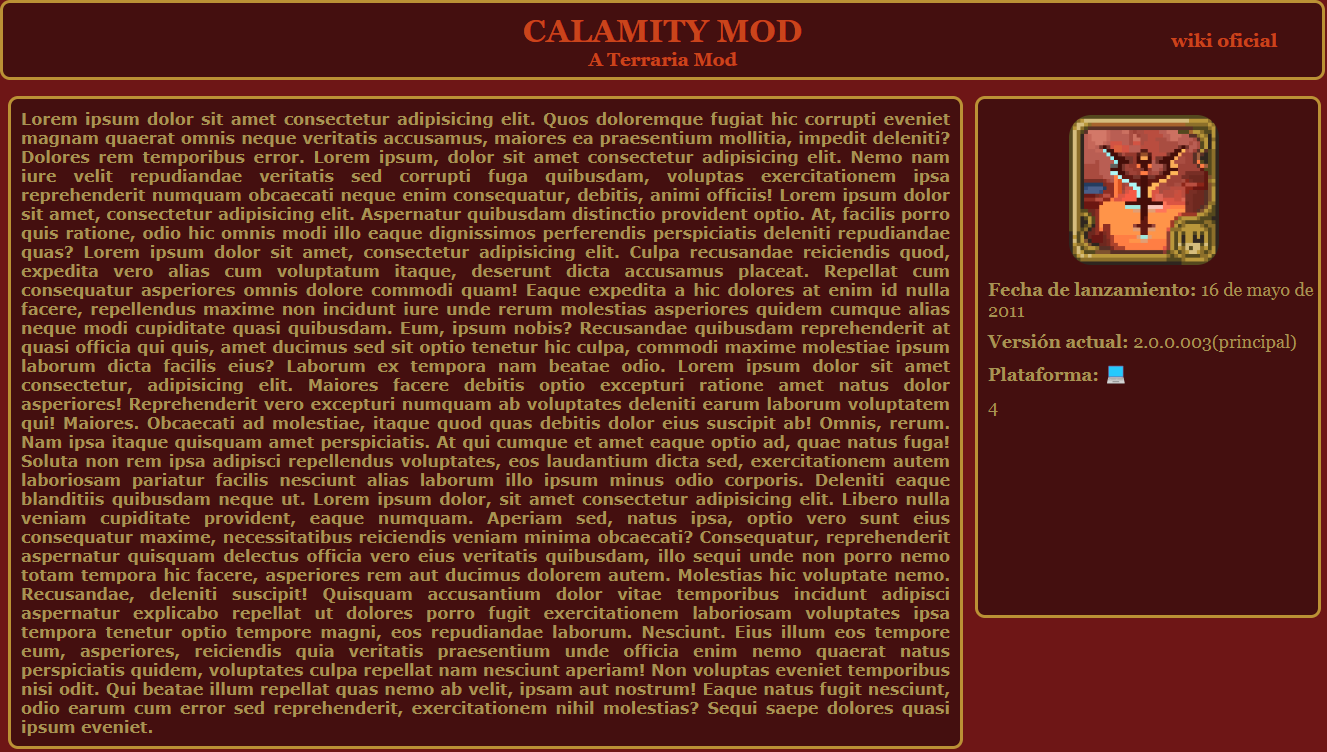 CALAMITY MOD
A Terraria Mod
wiki oficial
Lorem ipsum dolor sit amet consectetur adipisicing elit. Quos doloremque fugiat hic corrupti eveniet
magnam quaerat omnis neque veritatis accusamus, maiores ea praesentium mollitia, impedit deleniti?
Dolores rem temporibus error. Lorem ipsum, dolor sit amet consectetur adipisicing elit. Nemo nam
iure velit repudiandae veritatis sed corrupti fuga quibusdam, voluptas exercitationem ipsa
reprehenderit numquam obcaecati neque enim consequatur, debitis, animi officiis! Lorem ipsum dolor
sit amet, consectetur adipisicing elit. Aspernatur quibusdam distinctio provident optio. At, facilis porro
quis ratione, odio hic omnis modi illo eaque dignissimos perferendis perspiciatis deleniti repudiandae
quas? Lorem ipsum dolor sit amet, consectetur adipisicing elit. Culpa recusandae reiciendis quod,
expedita vero alias cum voluptatum itaque, deserunt dicta accusamus placeat. Repellat cum
consequatur asperiores omnis dolore commodi quam! Eaque expedita a hic dolores at enim id nulla
facere, repellendus maxime non incidunt iure unde rerum molestias asperiores quidem cumque alias
neque modi cupiditate quasi quibusdam. Eum, ipsum nobis? Recusandae quibusdam reprehenderit at
quasi officia qui quis, amet ducimus sed sit optio tenetur hic culpa, commodi maxime molestiae ipsum
laborum dicta facilis eius? Laborum ex tempora nam beatae odio. Lorem ipsum dolor sit amet
consectetur, adipisicing elit. Maiores facere debitis optio excepturi ratione amet natus dolor
asperiores! Reprehenderit vero excepturi numquam ab voluptates deleniti earum laborum voluptatem
qui! Maiores. Obcaecati ad molestiae, itaque quod quas debitis dolor eius suscipit ab! Omnis, rerum.
Nam ipsa itaque quisquam amet perspiciatis. At qui cumque et amet eaque optio ad, quae natus fuga!
Soluta non rem ipsa adipisci repellendus voluptates, eos laudantium dicta sed, exercitationem autem
laboriosam pariatur facilis nesciunt alias laborum illo ipsum minus odio corporis. Deleniti eaque
blanditiis quibusdam neque ut. Lorem ipsum dolor, sit amet consectetur adipisicing elit. Libero nulla
veniam cupiditate provident, eaque numquam. Aperiam sed, natus ipsa, optio vero sunt eius
consequatur maxime, necessitatibus reiciendis veniam minima obcaecati? Consequatur, reprehenderit
aspernatur quisquam delectus officia vero eius veritatis quibusdam, illo sequi unde non porro nemo
totam tempora hic facere, asperiores rem aut ducimus dolorem autem. Molestias hic voluptate nemo.
Recusandae, deleniti suscipit! Quisquam accusantium dolor vitae temporibus incidunt adipisci
aspernatur explicabo repellat ut dolores porro fugit exercitationem laboriosam voluptates ipsa
tempora tenetur optio tempore magni, eos repudiandae laborum. Nesciunt. Eius illum eos tempore
eum, asperiores, reiciendis quia veritatis praesentium unde officia enim nemo quaerat natus
perspiciatis quidem, voluptates culpa repellat nam nesciunt aperiam! Non voluptas eveniet temporibus
nisi odit. Qui beatae illum repellat quas nemo ab velit, ipsam aut nostrum! Eaque natus fugit nesciunt,
odio earum cum error sed reprehenderit, exercitationem nihil molestias? Sequi saepe dolores quasi
ipsum eveniet.
1.4
Fecha de lanzamiento: 16 de mayo de
2011
Versión actual: 2.0.0.003(principal)
Plataforma: 💻
4